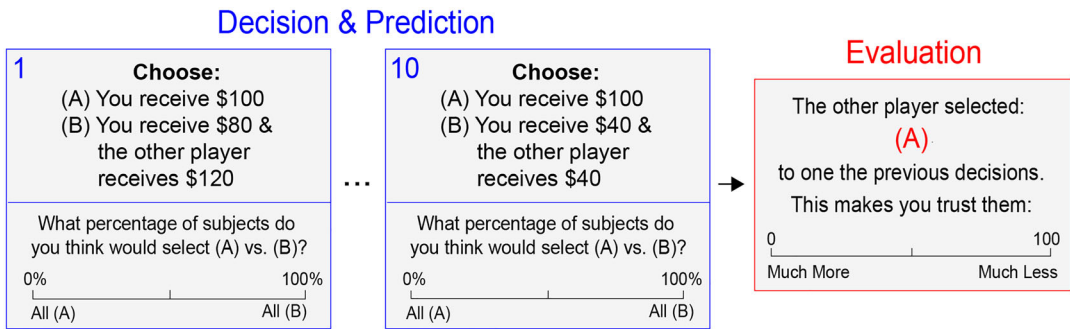 Decision & Prediction
1
Choose:
(A) You receive $100
(B) You receive $80 &
the other player
receives $120
What percentage of subjects do
you think would select (A) vs. (B)?
0% 100%
All (A) All (B)
...
10
Choose:
(A) You receive $100
(B) You receive $40 &
the other player
receives $40
What percentage of subjects do
you think would select (A) vs. (B)?
0% 100%
All (A) All (B)
Evaluation
The other player selected:
(A)
to one the previous decisions.
This makes you trust them:
0 100
Much More Much Less